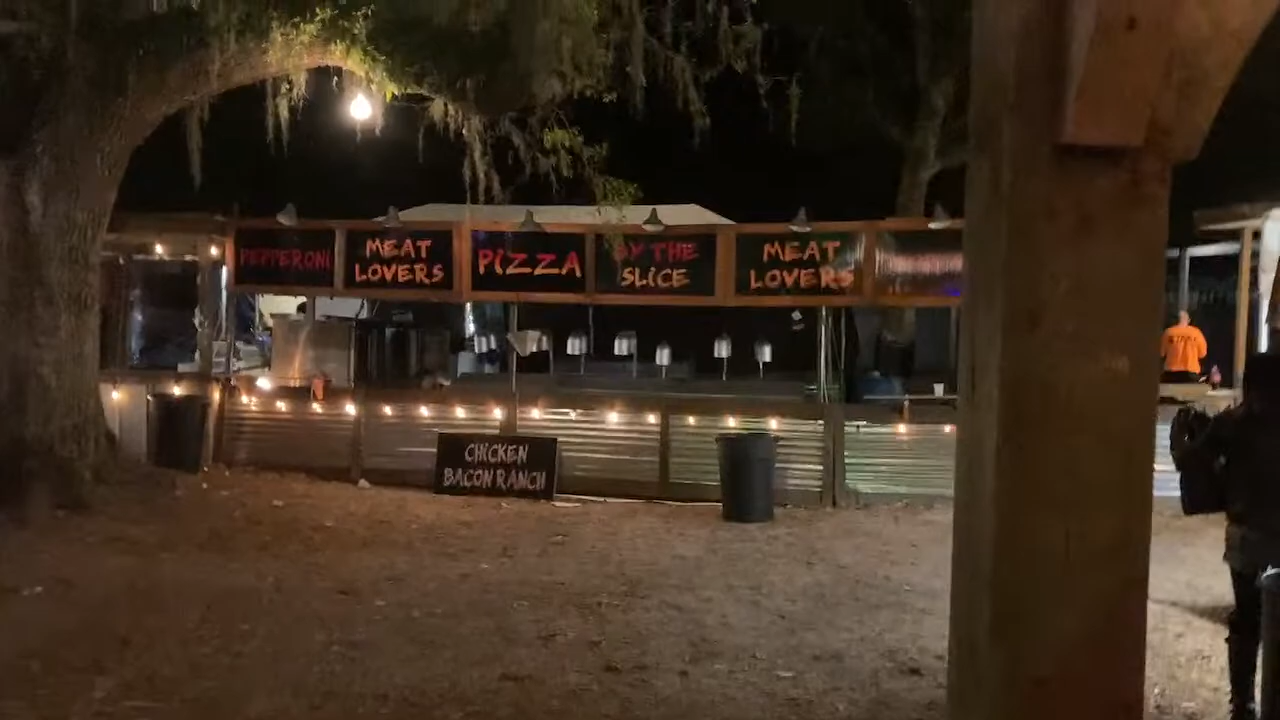 PEPPERONI
MEAT
LOVERS
PIZZA
BY THE
SLICE
MEAT
LOVERS
CHICKEN
BACON RANCH